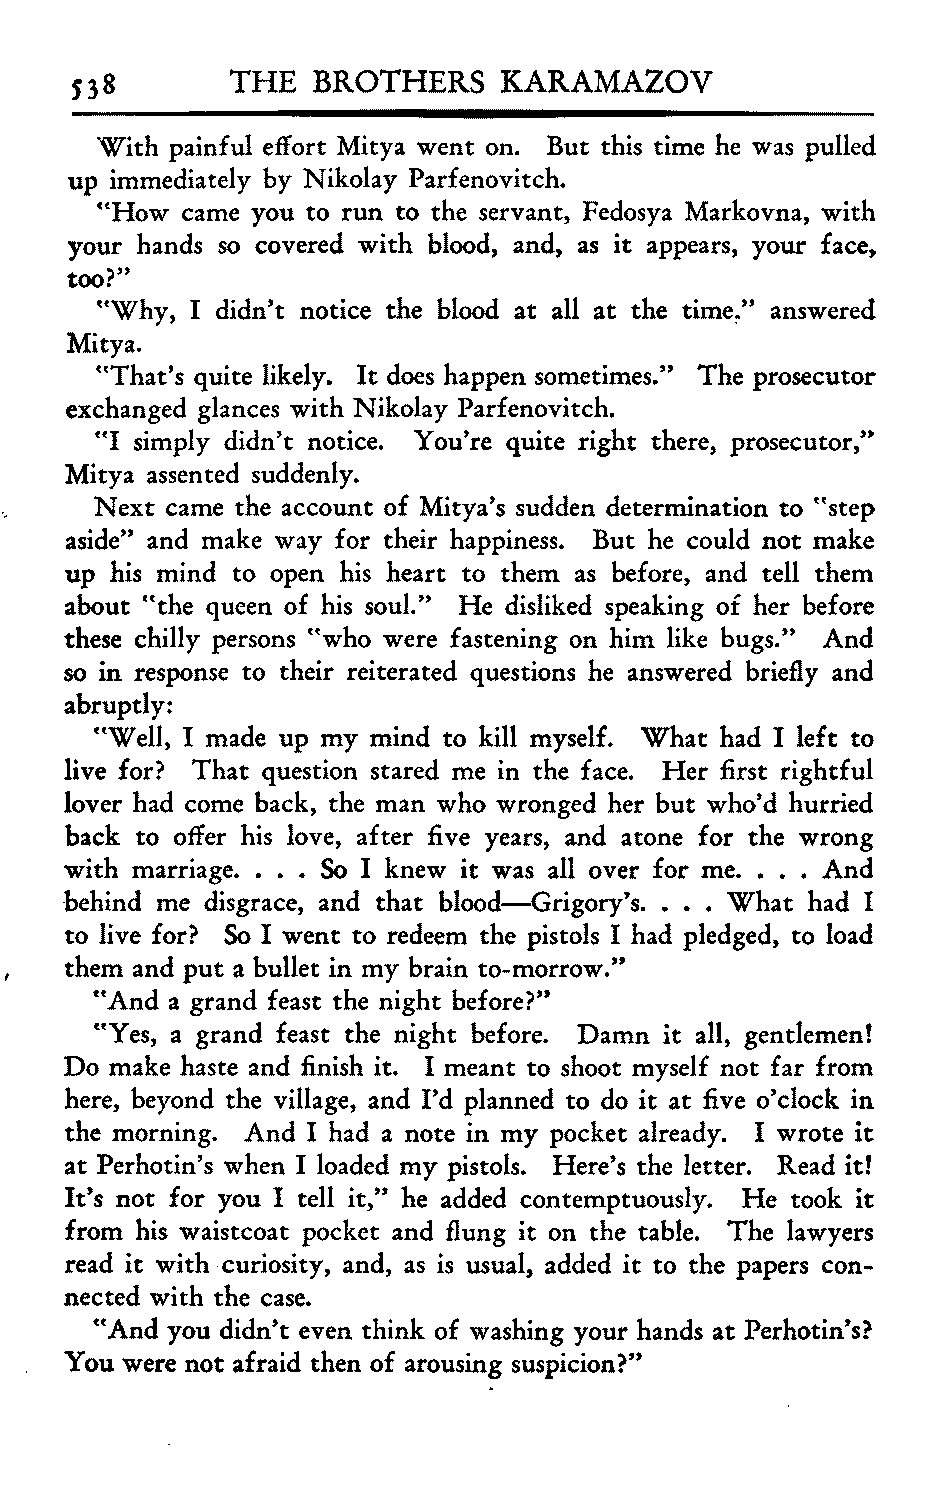 538 THE BROTHERS KARAMAZOV
With painful effort Mitya went on. But this time he was pulled
up immediately by Nikolay Parfenovitch.
"How came you to run to the servant, Fedosya Markovna, with
your hands so covered with blood, and, as it appears, your face,
too?"
"Why, I didn't notice the blood at all at the time," answered
Mitya.
"That's quite likely. It does happen sometimes." The prosecutor
exchanged glances with Nikolay Parfenovitch.
"I simply didn't notice. You're quite right there, prosecutor,"
Mitya assented suddenly.
Next came the account of Mitya's sudden determination to "step
aside" and make way for their happiness. But he could not make
up his mind to open his heart to them as before, and tell them
about "the queen of his soul." He disliked speaking of her before
these chilly persons "who were fastening on him like bugs." And
so in response to their reiterated questions he answered briefly and
abruptly:
"Well, I made up my mind to kill myself. What had I left to
live for? That question stared me in the face. Her first rightful
lover had come back, the man who wronged her but who'd hurried
back to offer his love, after five years, and atone for the wrong
with marriage. . . . So I knew it was all over for me. . . . And
behind me disgrace, and that blood—Grigory's. . . . What had I
to live for? So I went to redeem the pistols I had pledged, to load
them and put a bullet in my brain to-morrow."
"And a grand feast the night before?"
"Yes, a grand feast the night before. Damn it all, gentlemen!
Do make haste and finish it. I meant to shoot myself not far from
here, beyond the village, and I'd planned to do it at five o'clock in
the morning. And I had a note in my pocket already. I wrote it
at Perhotin's when I loaded my pistols. Here's the letter. Read it!
It's not for you I tell it," he added contemptuously. He took it
from his waistcoat pocket and flung it on the table. The lawyers
read it with curiosity, and, as is usual, added it to the papers con-
nected with the case.
"And you didn't even think of washing your hands at Perhotin's?
You were not afraid then of arousing suspicion?"